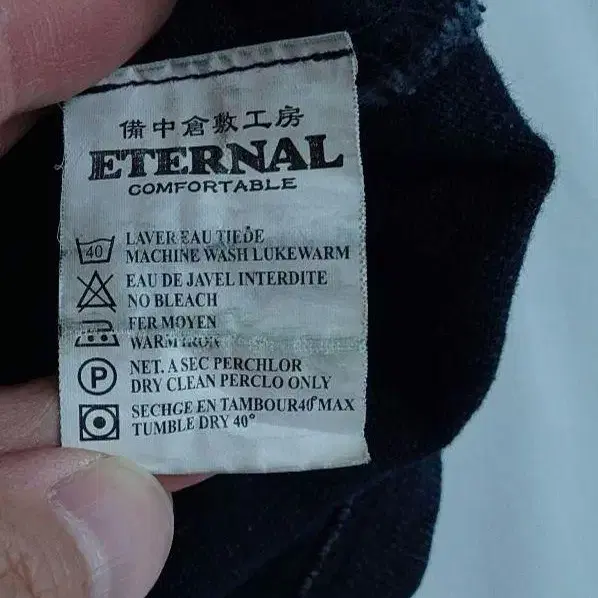 備中倉敷工房
ETERNAL
COMFORTABLE
40
LAVER EAU TIEDE
MACHINE WASH LUKEWARM
EAU DE JAVEL INTERDITE
NO BLEACH
FER MOYEN
WARM IRON
P
NET. A SEC PERCHLOR
DRY CLEAN PERCLO ONLY
SECHGE EN TAMBOUR40° MAX
TUMBLE DRY 40°